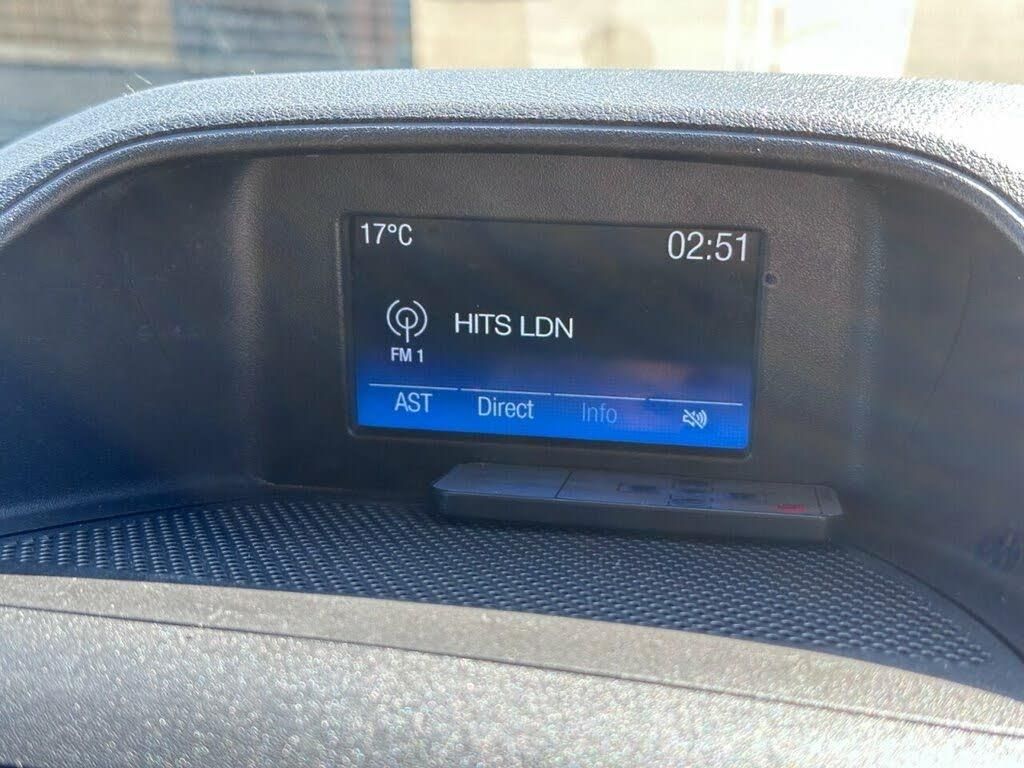 17°C
02:51
HITS LDN
FM 1
AST
Direct
Info